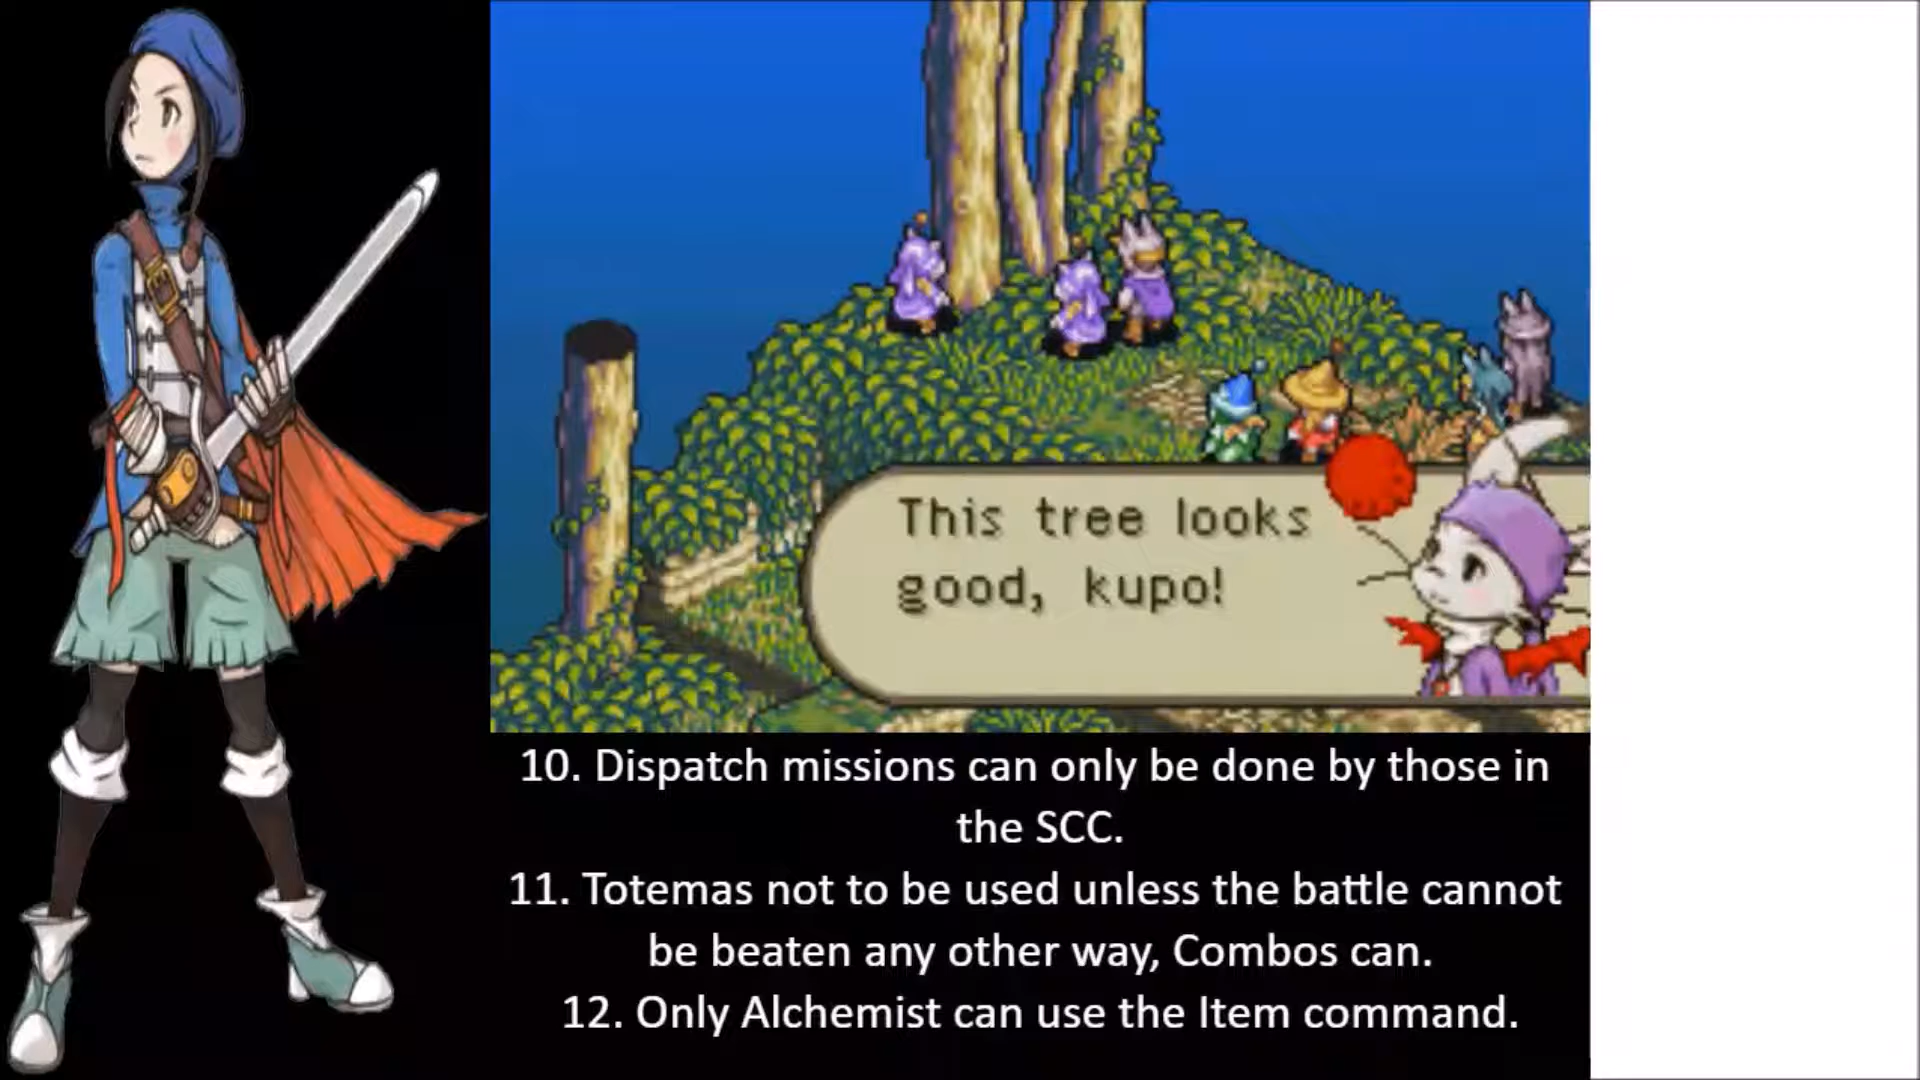 This tree looks
good, kupo!
10. Dispatch missions can only be done by those in
the SCC.
11. Totemas not to be used unless the battle cannot
be beaten any other way, Combos can.
12. Only Alchemist can use the Item command.